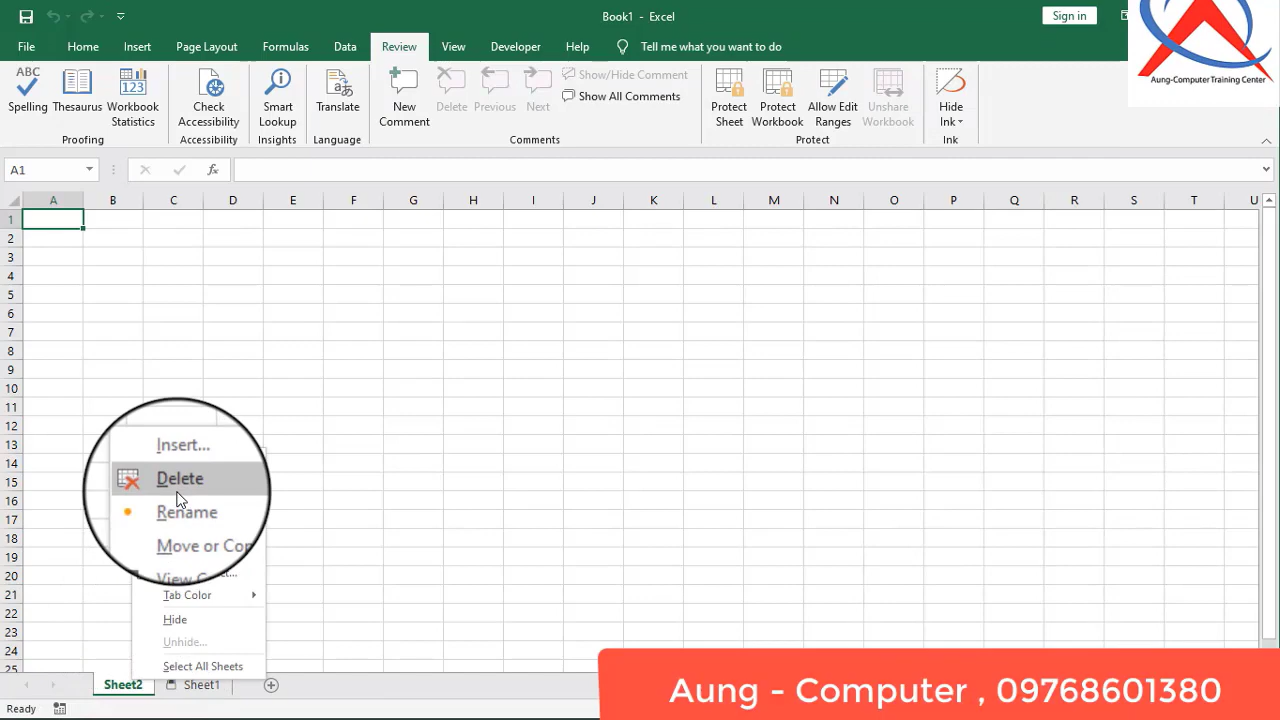 Book1 - Excel
Sign in
File Home Insert Page Layout Formulas Data Review View Developer Help Tell me what you want to do
Aung-Computer Training Center
ABC
Spelling
Thesaurus
123
Workbook
Statistics
Proofing
Check
Accessibility
Accessibility
Smart
Lookup
Insights
Translate
Language
New
Comment
Delete
Previous
Next
Show/Hide Comment
Show All Comments
Comments
Protect
Sheet
Protect
Workbook
Allow Edit
Ranges
Unshare
Workbook
Protect
Hide
Ink
Ink
A1
fx
A B C D E F G H I J K L M N O P Q R S T U
1
2
3
4
5
6
7
8
9
10
11
12
13
14
15
16
17
18
19
20
21
22
23
24
25
Insert...
Delete
Rename
Move or Cop
View C
Tab Color
Hide
Unhide...
Select All Sheets
Sheet2 Sheet1
Ready
Aung - Computer , 09768601380